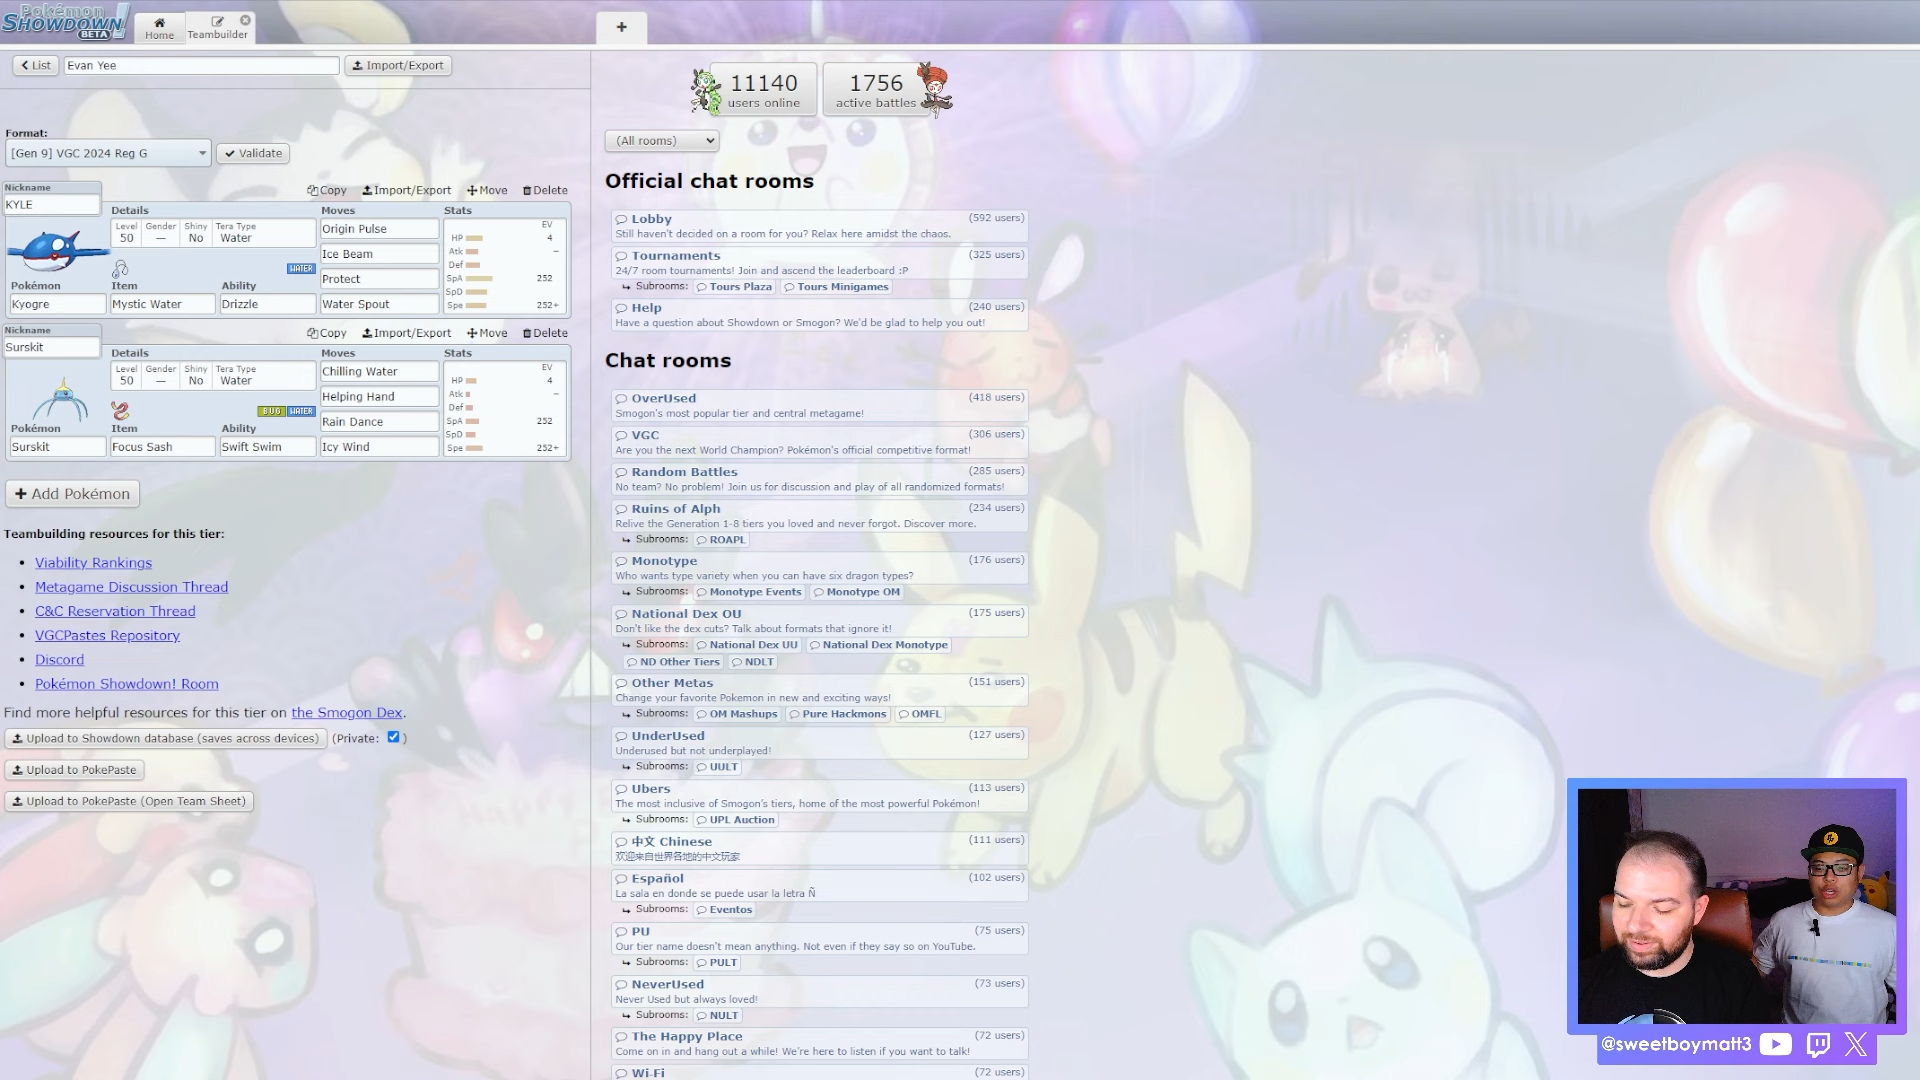 Pokémon
SHOWDOWN!
BETA
Home
Teambuilder
+
List
Evan Yee
Import/Export
Format:
[Gen 9] VGC 2024 Reg G
Validate
Nickname
KYLE
Copy
Import/Export
Move
Delete
Details
Moves
Stats
Level
50
Gender
—
Shiny
No
Tera Type
Water
Origin Pulse
Ice Beam
Protect
Water Spout
EV
HP 4
Atk –
Def
SpA 252
SpD
Spe 252+
WATER
Pokémon
Item
Ability
Kyogre
Mystic Water
Drizzle
Nickname
Surskit
Copy
Import/Export
Move
Delete
Details
Moves
Stats
Level
50
Gender
—
Shiny
No
Tera Type
Water
Chilling Water
Helping Hand
Rain Dance
Icy Wind
EV
HP 4
Atk –
Def
SpA 252
SpD
Spe 252+
BUG WATER
Pokémon
Item
Ability
Surskit
Focus Sash
Swift Swim
Add Pokémon
Teambuilding resources for this tier:
• Viability Rankings
• Metagame Discussion Thread
• C&C Reservation Thread
• VGCPastes Repository
• Discord
• Pokémon Showdown! Room
Find more helpful resources for this tier on the Smogon Dex.
Upload to Showdown database (saves across devices) (Private: )
Upload to PokePaste
Upload to PokePaste (Open Team Sheet)
11140
users online
1756
active battles
(All rooms)
Official chat rooms
Lobby (592 users)
Still haven't decided on a room for you? Relax here amidst the chaos.
Tournaments (325 users)
24/7 room tournaments! Join and ascend the leaderboard :P
Subrooms: Tours Plaza Tours Minigames
Help (240 users)
Have a question about Showdown or Smogon? We'd be glad to help you out!
Chat rooms
OverUsed (418 users)
Smogon's most popular tier and central metagame!
VGC (306 users)
Are you the next World Champion? Pokémon's official competitive format!
Random Battles (285 users)
No team? No problem! Join us for discussion and play of all randomized formats!
Ruins of Alph (234 users)
Relive the Generation 1-8 tiers you loved and never forgot. Discover more.
Subrooms: ROAPL
Monotype (176 users)
Who wants type variety when you can have six dragon types?
Subrooms: Monotype Events Monotype OM
National Dex OU (175 users)
Don't like the dex cuts? Talk about formats that ignore it!
Subrooms: National Dex UU National Dex Monotype
ND Other Tiers NDLT
Other Metas (151 users)
Change your favorite Pokemon in new and exciting ways!
Subrooms: OM Mashups Pure Hackmons OMFL
UnderUsed (127 users)
Underused but not underplayed!
Subrooms: UULT
Ubers (113 users)
The most inclusive of Smogon's tiers, home of the most powerful Pokémon!
Subrooms: UPL Auction
中文 Chinese (111 users)
欢迎来自世界各地的中文玩家
Español (102 users)
La sala en donde se puede usar la letra Ñ
Subrooms: Eventos
PU (75 users)
Our tier name doesn't mean anything. Not even if they say so on YouTube.
Subrooms: PULT
NeverUsed (73 users)
Never Used but always loved!
Subrooms: NULT
The Happy Place (72 users)
Come on in and hang out a while! We're here to listen if you want to talk!
Wi-Fi (72 users)
@sweetboymatt3